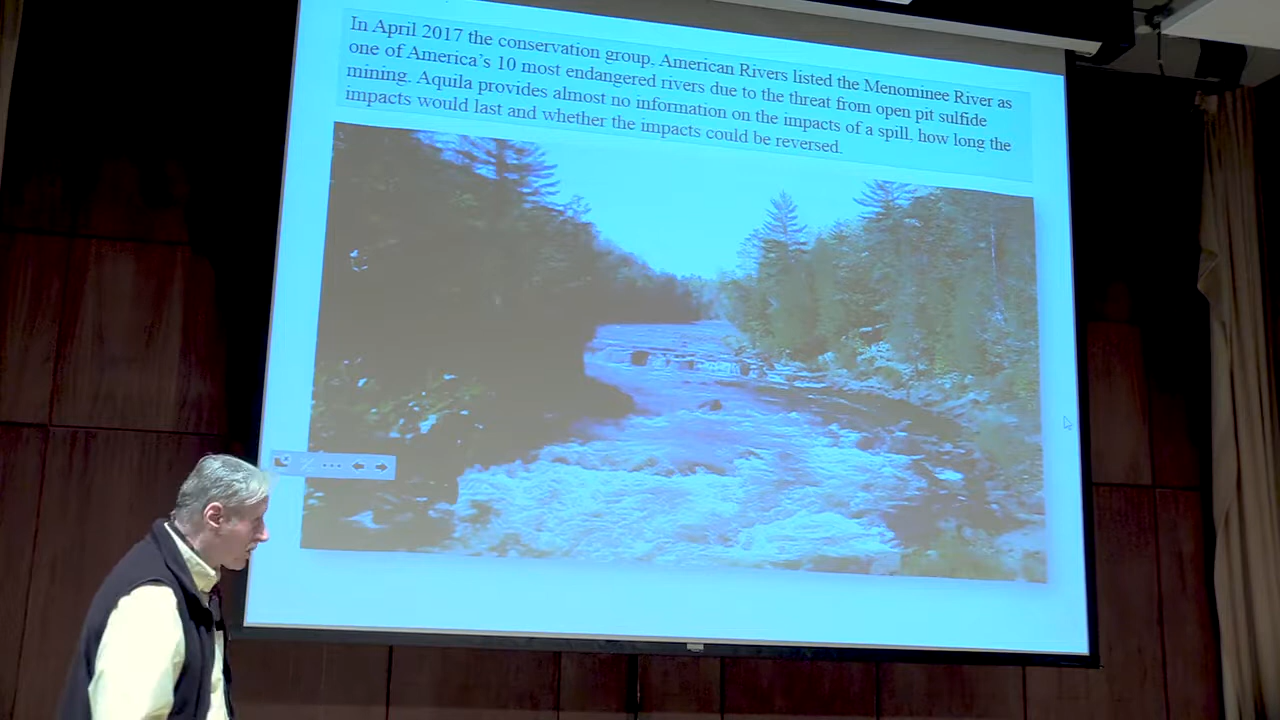 In April 2017 the conservation group, American Rivers listed the Menominee River as
one of America's 10 most endangered rivers due to the threat from open pit sulfide
mining. Aquila provides almost no information on the impacts of a spill, how long the
impacts would last and whether the impacts could be reversed.